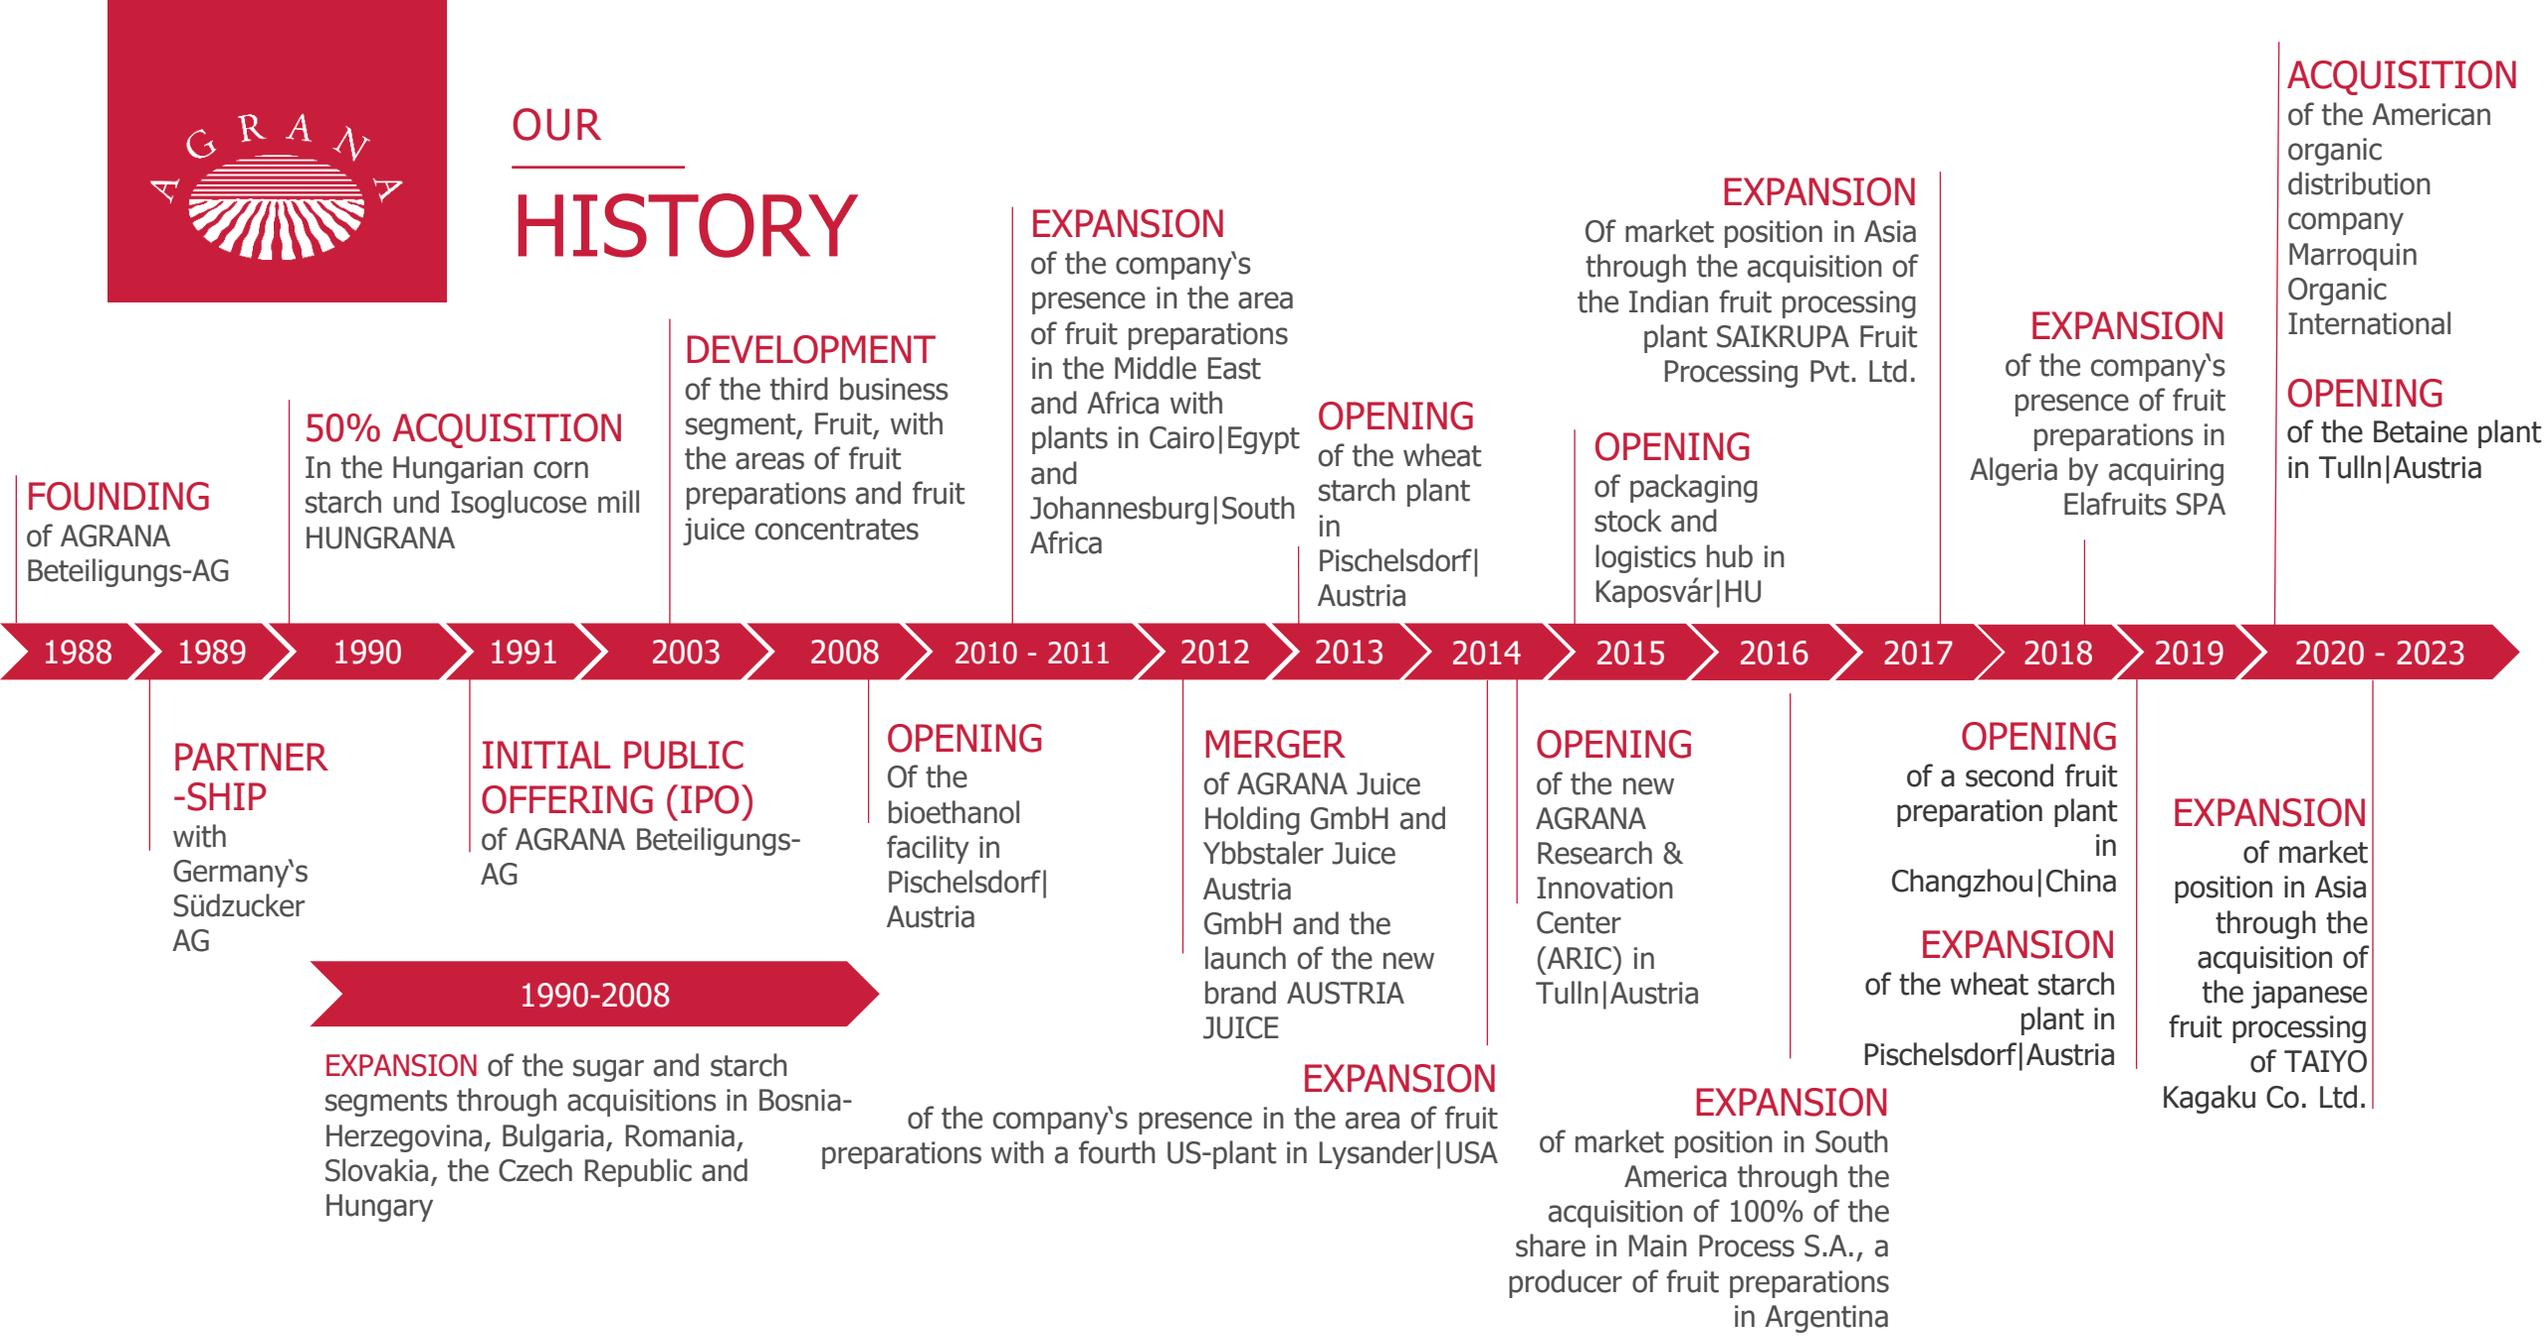 AGRANA
OUR
HISTORY
FOUNDING
of AGRANA
Beteiligungs-AG
50% ACQUISITION
In the Hungarian corn
starch und Isoglucose mill
HUNGRANA
DEVELOPMENT
of the third business
segment, Fruit, with
the areas of fruit
preparations and fruit
juice concentrates
EXPANSION
of the company‘s
presence in the area
of fruit preparations
in the Middle East
and Africa with
plants in Cairo|Egypt
and
Johannesburg|South
Africa
OPENING
of the wheat
starch plant
in
Pischelsdorf|
Austria
OPENING
of packaging
stock and
logistics hub in
Kaposvár|HU
EXPANSION
Of market position in Asia
through the acquisition of
the Indian fruit processing
plant SAIKRUPA Fruit
Processing Pvt. Ltd.
EXPANSION
of the company‘s
presence of fruit
preparations in
Algeria by acquiring
Elafruits SPA
ACQUISITION
of the American
organic
distribution
company
Marroquin
Organic
International
OPENING
of the Betaine plant
in Tulln|Austria
1988 1989 1990 1991 2003 2008 2010 - 2011 2012 2013 2014 2015 2016 2017 2018 2019 2020 - 2023
PARTNER
-SHIP
with
Germany‘s
Südzucker
AG
INITIAL PUBLIC
OFFERING (IPO)
of AGRANA Beteiligungs-
AG
OPENING
Of the
bioethanol
facility in
Pischelsdorf|
Austria
MERGER
of AGRANA Juice
Holding GmbH and
Ybbstaler Juice
Austria
GmbH and the
launch of the new
brand AUSTRIA
JUICE
OPENING
of the new
AGRANA
Research &
Innovation
Center
(ARIC) in
Tulln|Austria
OPENING
of a second fruit
preparation plant
in
Changzhou|China
EXPANSION
of the wheat starch
plant in
Pischelsdorf|Austria
EXPANSION
of market
position in Asia
through the
acquisition of
the japanese
fruit processing
of TAIYO
Kagaku Co. Ltd.
1990-2008
EXPANSION of the sugar and starch
segments through acquisitions in Bosnia-
Herzegovina, Bulgaria, Romania,
Slovakia, the Czech Republic and
Hungary
EXPANSION
of the company‘s presence in the area of fruit
preparations with a fourth US-plant in Lysander|USA
EXPANSION
of market position in South
America through the
acquisition of 100% of the
share in Main Process S.A., a
producer of fruit preparations
in Argentina